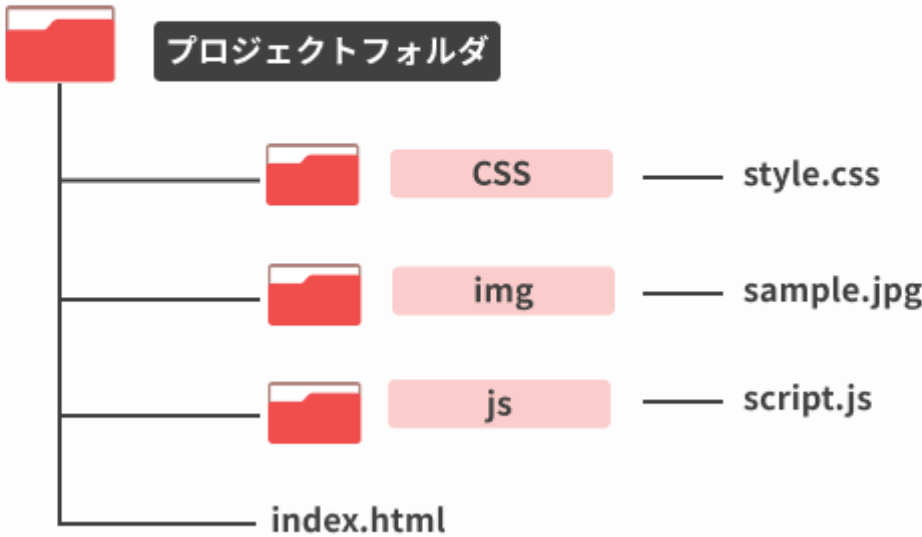 プロジェクトフォルダ
CSS
style.css
img
sample.jpg
js
script.js
index.html